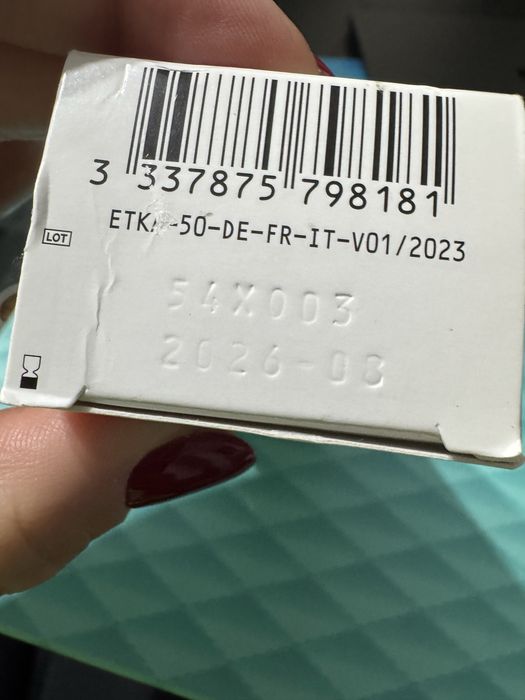 3 337875 798181
ETKA-50-DE-FR-IT-V01/2023
LOT
54X003
2026-08